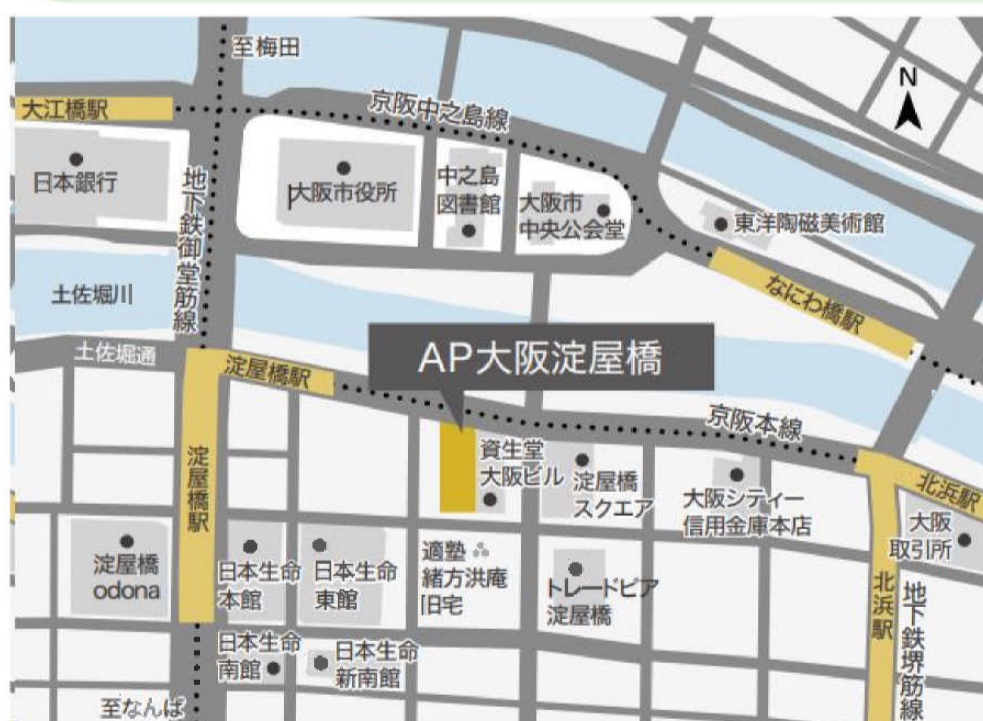 至梅田
N
大江橋駅
京阪中之島線
日本銀行
地下鉄御堂筋線
大阪市役所
中之島
図書館
大阪市
中央公会堂
東洋陶磁美術館
土佐堀川
なにわ橋駅
土佐堀通
淀屋橋駅
AP大阪淀屋橋
京阪本線
淀屋橋駅
資生堂
大阪ビル
淀屋橋
スクエア
大阪シティー
信用金庫本店
北浜駅
大阪
取引所
淀屋橋
odona
日本生命
本館
日本生命
東館
適塾
緒方洪庵
旧宅
トレードピア
淀屋橋
北浜駅
地下鉄堺筋線
日本生命
南館
日本生命
新南館
至なんば